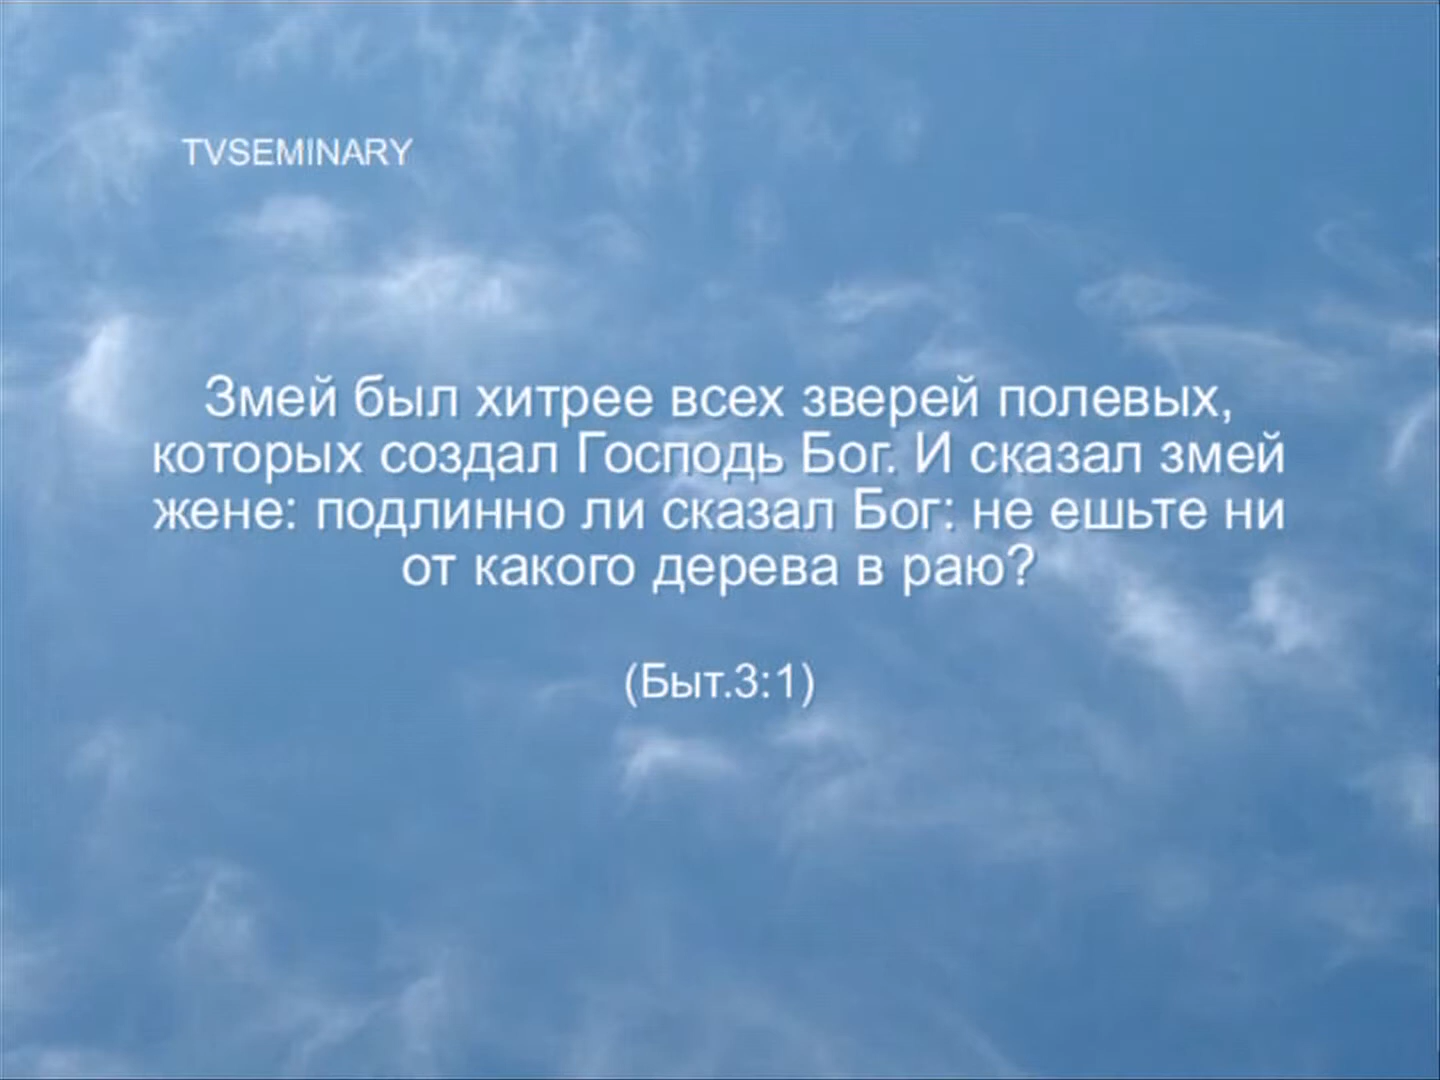 TVSEMINARY
Змей был хитрее всех зверей полевых,
которых создал Господь Бог. И сказал змей
жене: подлинно ли сказал Бог: не ешьте ни
от какого дерева в раю?
(Быт.3:1)